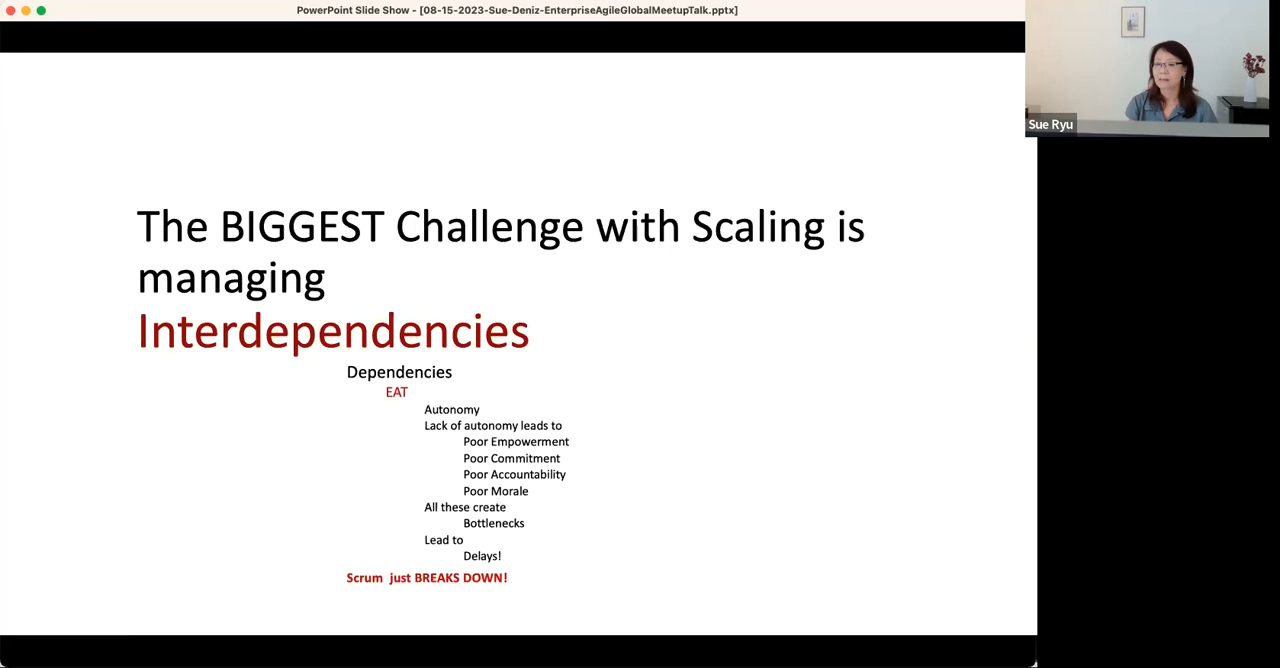 PowerPoint Slide Show - [08-15-2023-Sue-Deniz-EnterpriseAgileGlobalMeetupTalk.pptx]
Sue Ryu
The BIGGEST Challenge with Scaling is
managing
Interdependencies
Dependencies
EAT
Autonomy
Lack of autonomy leads to
Poor Empowerment
Poor Commitment
Poor Accountability
Poor Morale
All these create
Bottlenecks
Lead to
Delays!
Scrum just BREAKS DOWN!